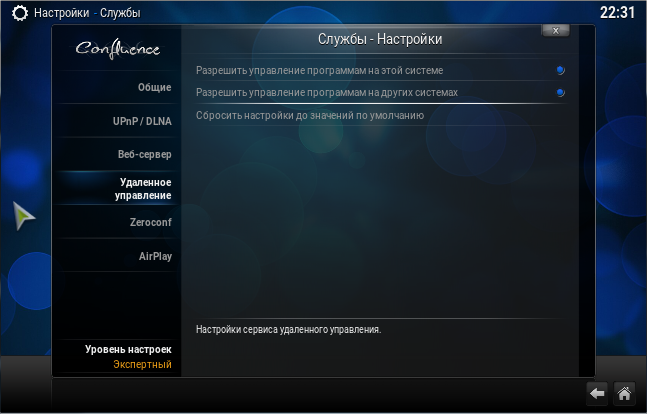 Настройки - Службы
22:31
Confluence
Службы - Настройки
x
Общие
UPnP / DLNA
Веб-сервер
Удаленное
управление
Zeroconf
AirPlay
Уровень настроек
Экспертный
Разрешить управление программам на этой системе
Разрешить управление программам на других системах
Сбросить настройки до значений по умолчанию
Настройки сервиса удаленного управления.